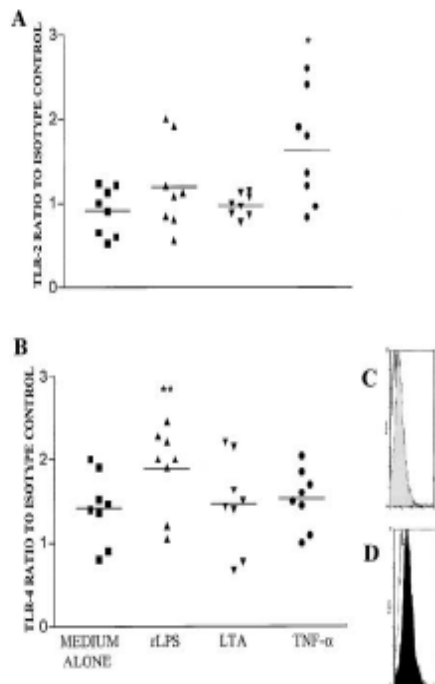 A
TLR-2 RATIO TO ISOTYPE CONTROL
3
2
1
0
*
B
TLR-4 RATIO TO ISOTYPE CONTROL
3
2
1
0
**
MEDIUM ALONE
rLPS
LTA
TNF-α
C
D